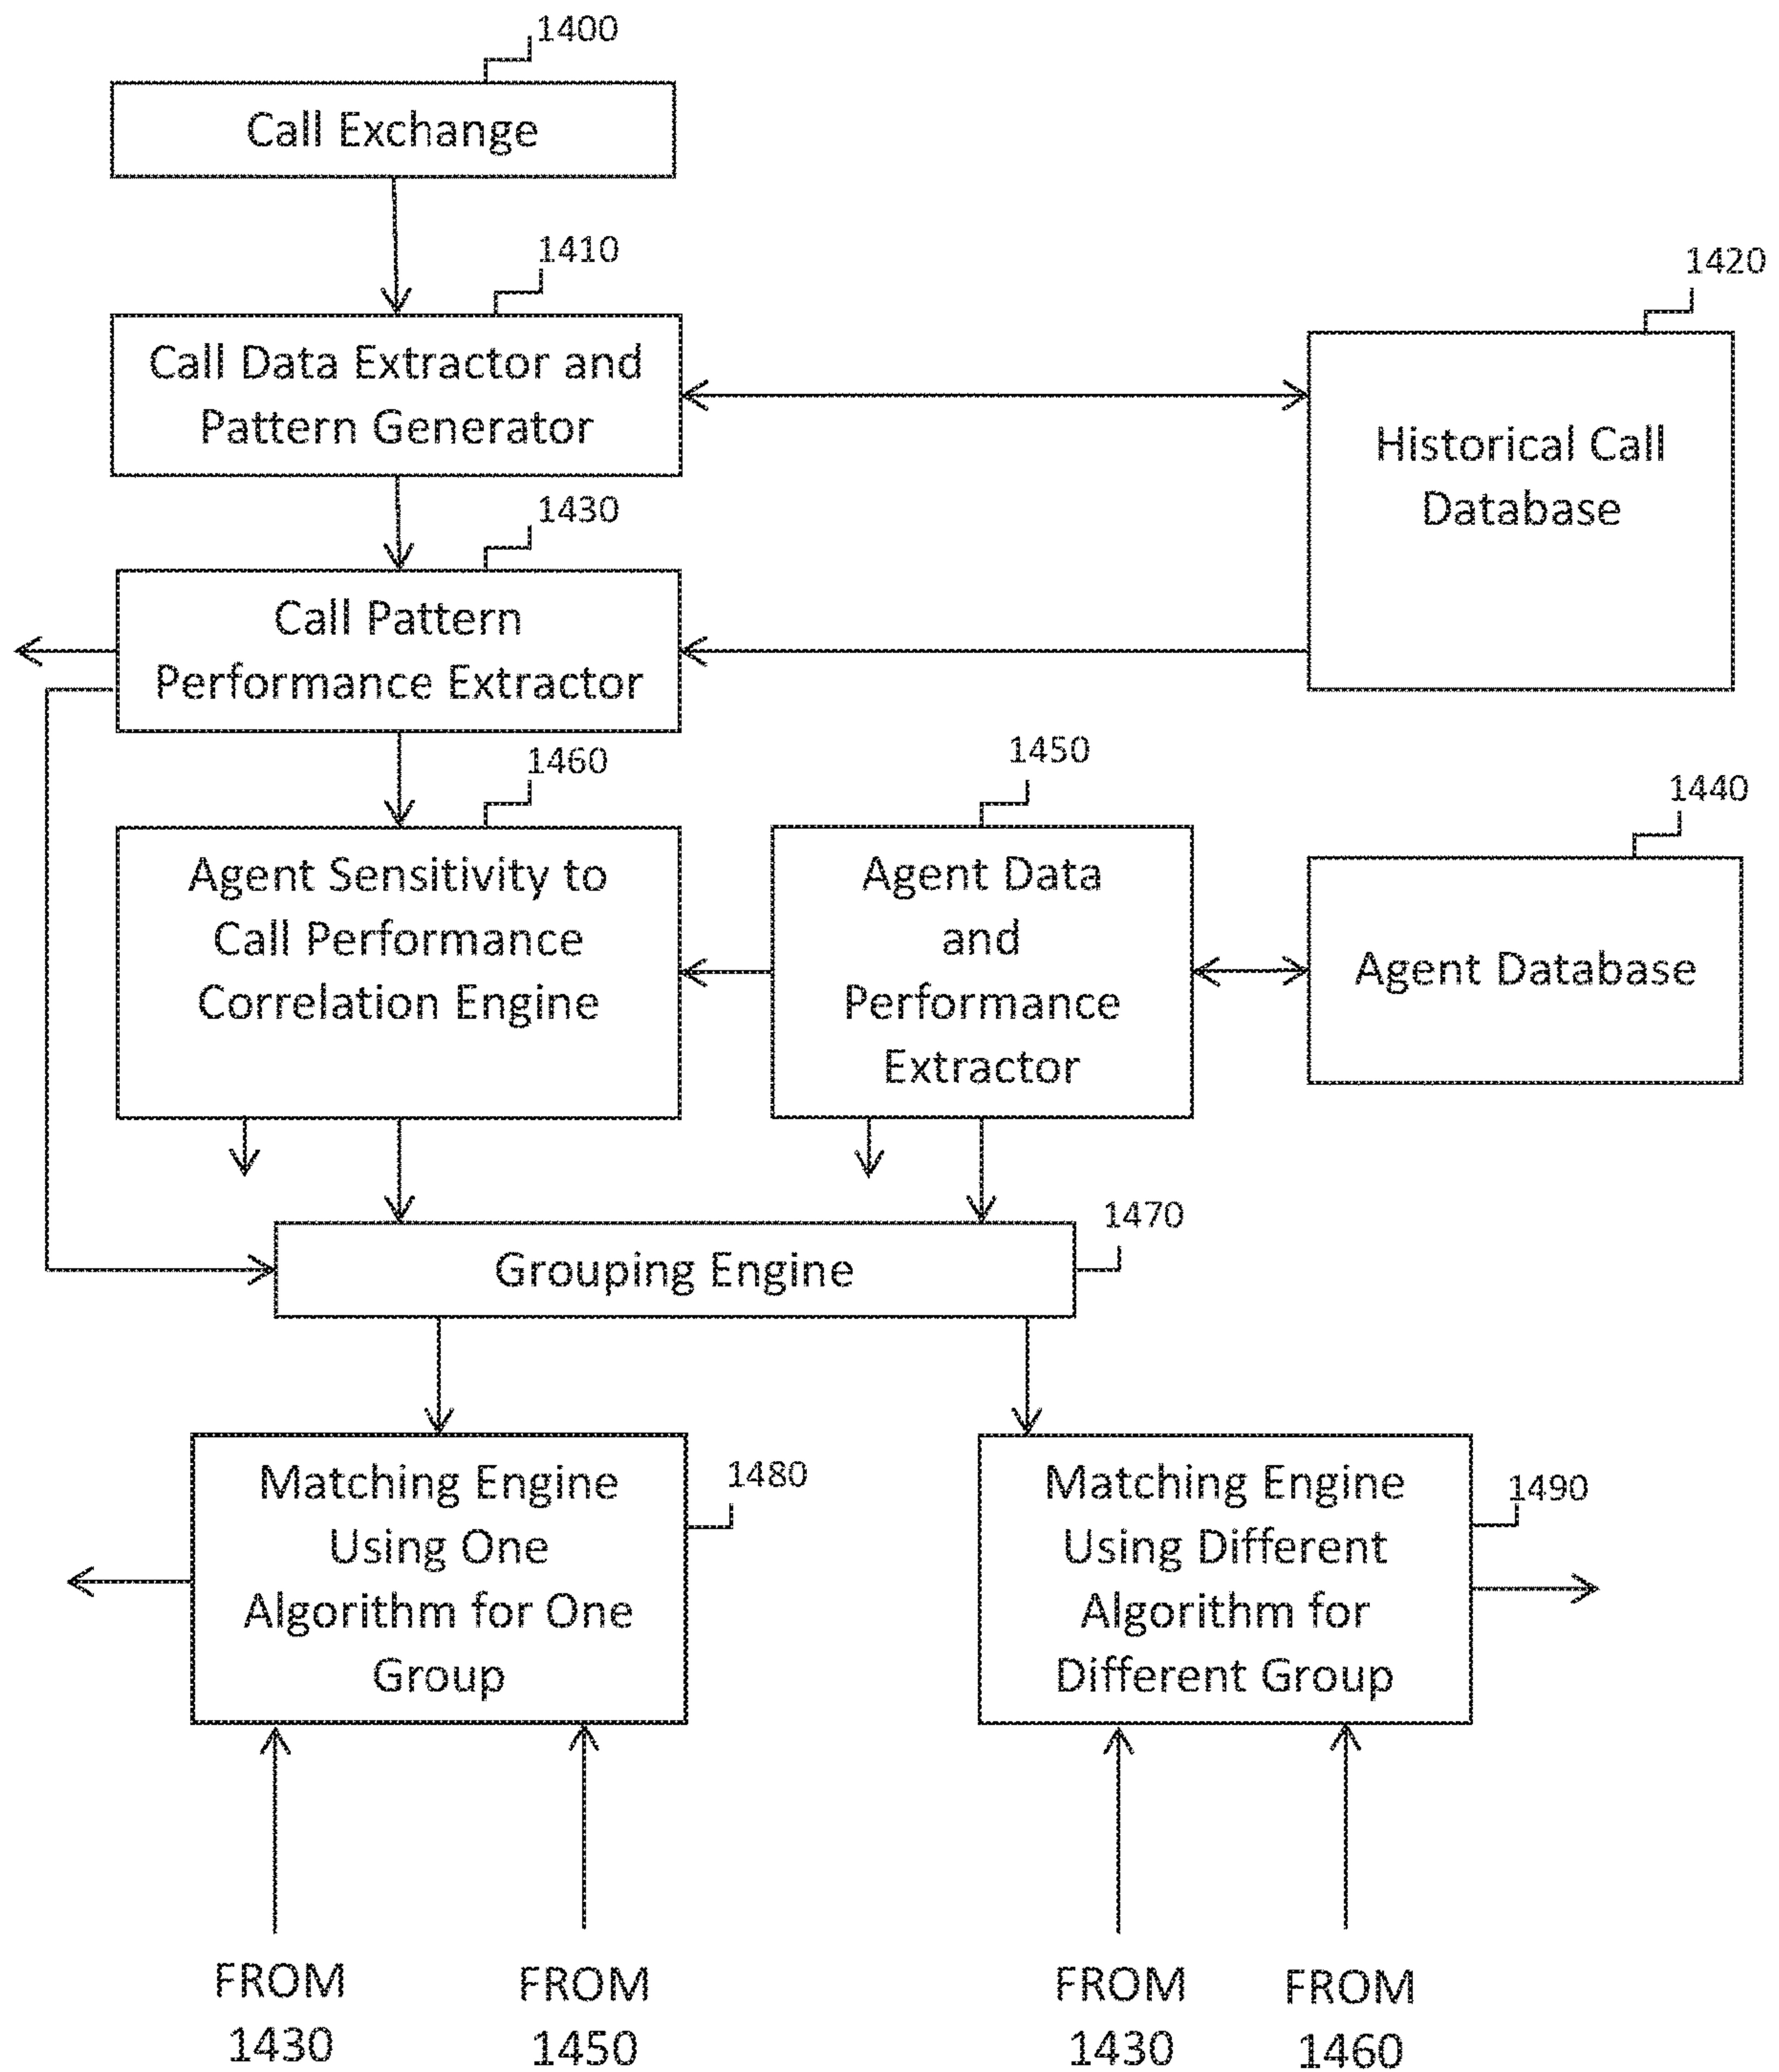 1400
Call Exchange
1410
1420
Call Data Extractor and
Pattern Generator
Historical Call
Database
1430
Call Pattern
Performance Extractor
1460
1450
1440
Agent Sensitivity to
Call Performance
Correlation Engine
Agent Data
and
Performance
Extractor
Agent Database
1470
Grouping Engine
1480
Matching Engine
Using One
Algorithm for One
Group
1490
Matching Engine
Using Different
Algorithm for
Different Group
FROM
1430
FROM
1450
FROM
1430
FROM
1460